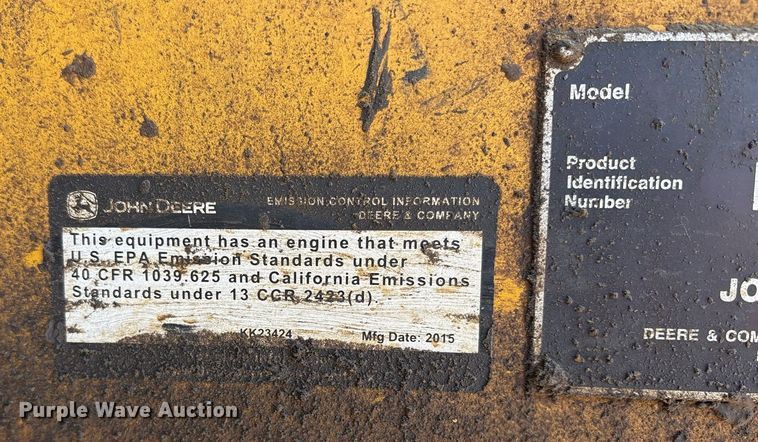 JOHN DEERE
EMISSION CONTROL INFORMATION
DEERE & COMPANY
This equipment has an engine that meets
U.S. EPA Emission Standards under
40 CFR 1039.625 and California Emissions
Standards under 13 CCR 2423(d).
KK23424
Mfg Date: 2015
Model
Product
Identification
Number
JO
DEERE & COM
Purple Wave Auction